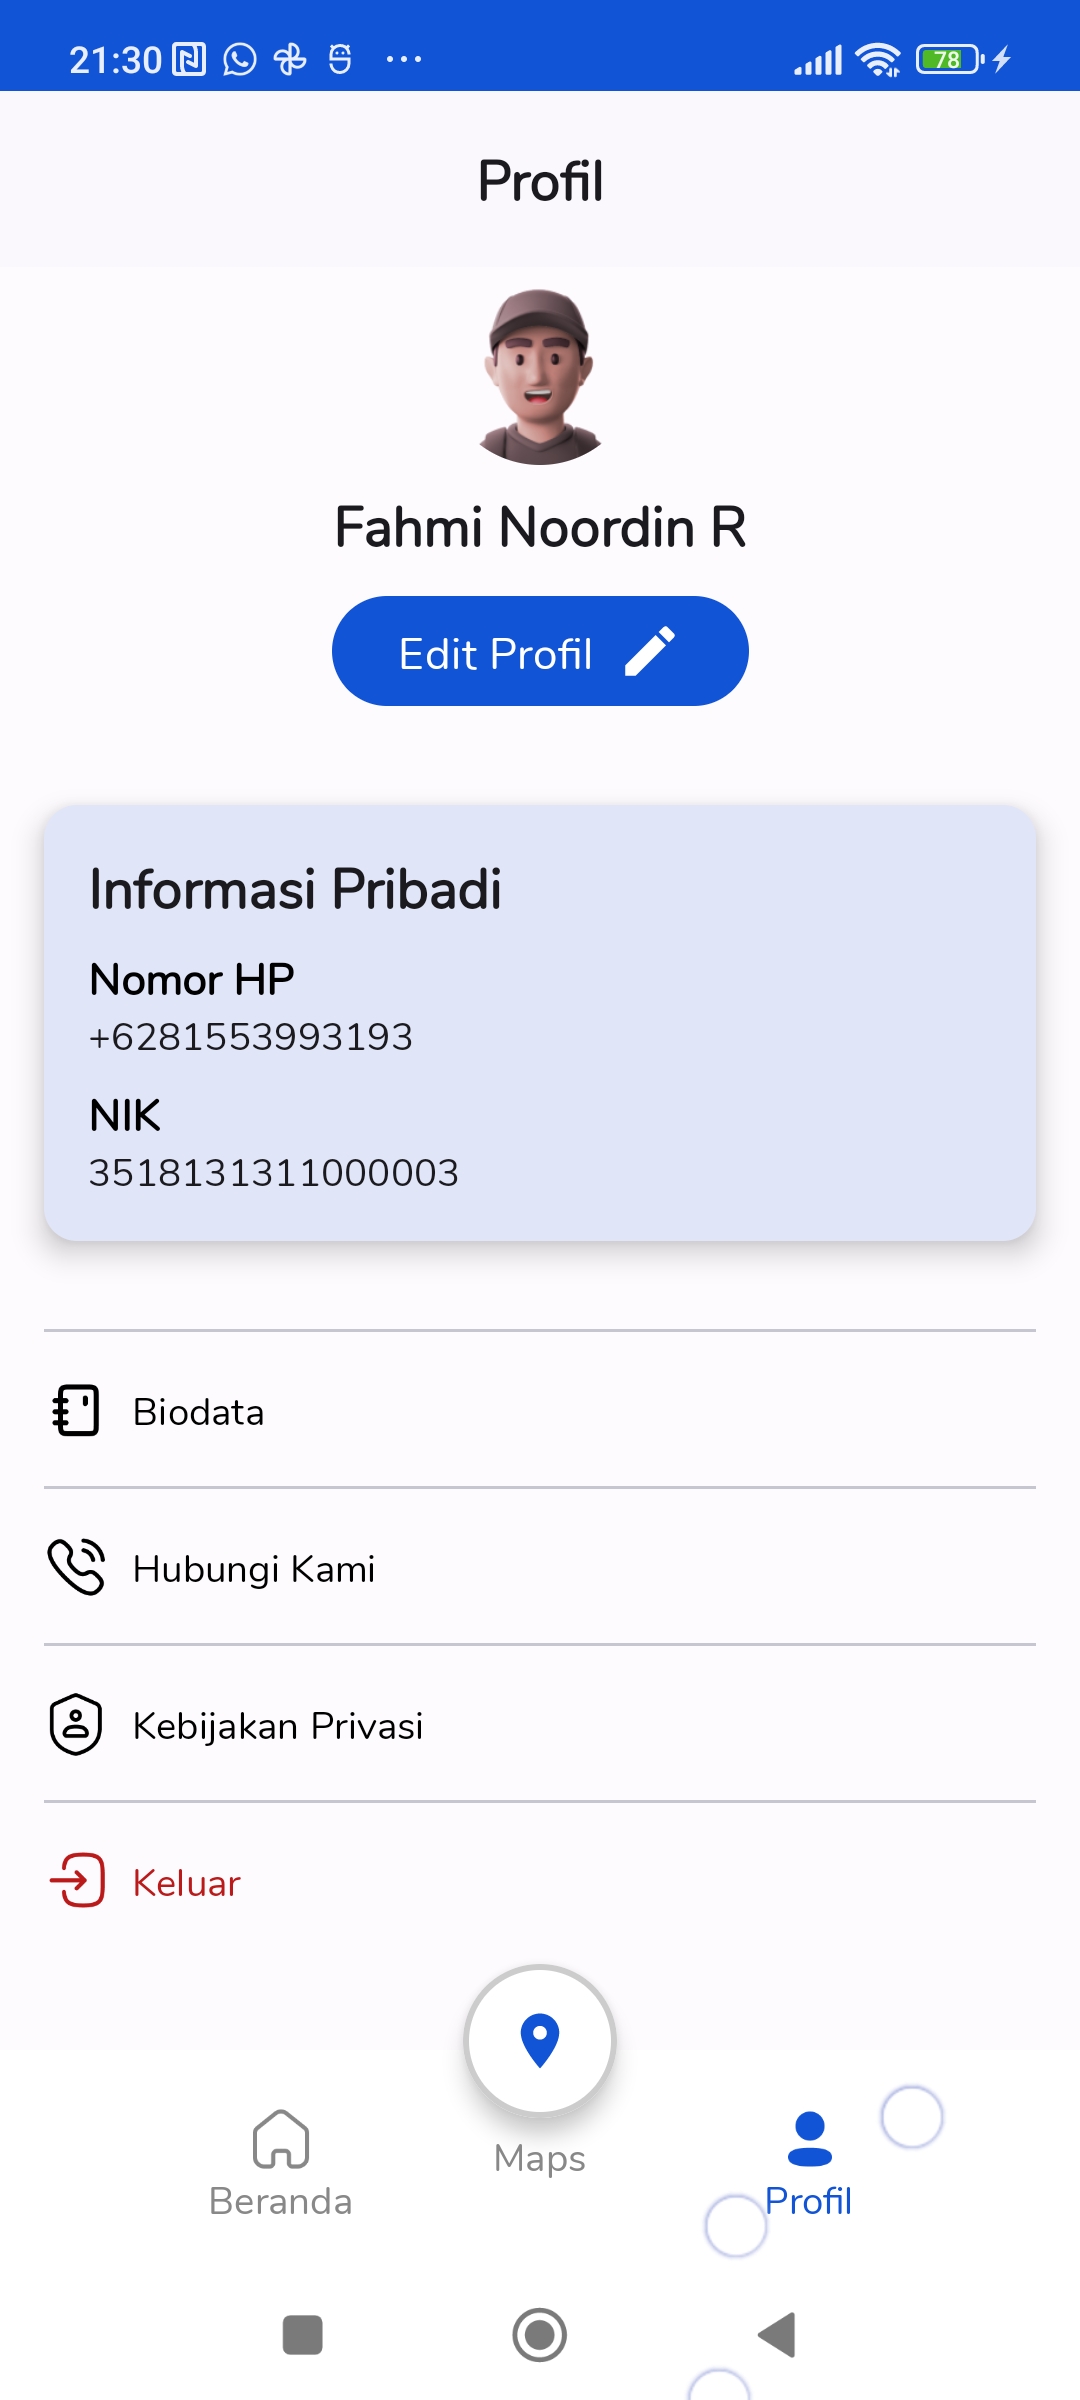 21:30
78
Profil
Fahmi Noordin R
Edit Profil
Informasi Pribadi
Nomor HP
+6281553993193
NIK
3518131311000003
Biodata
Hubungi Kami
Kebijakan Privasi
Keluar
Maps
Beranda
Profil